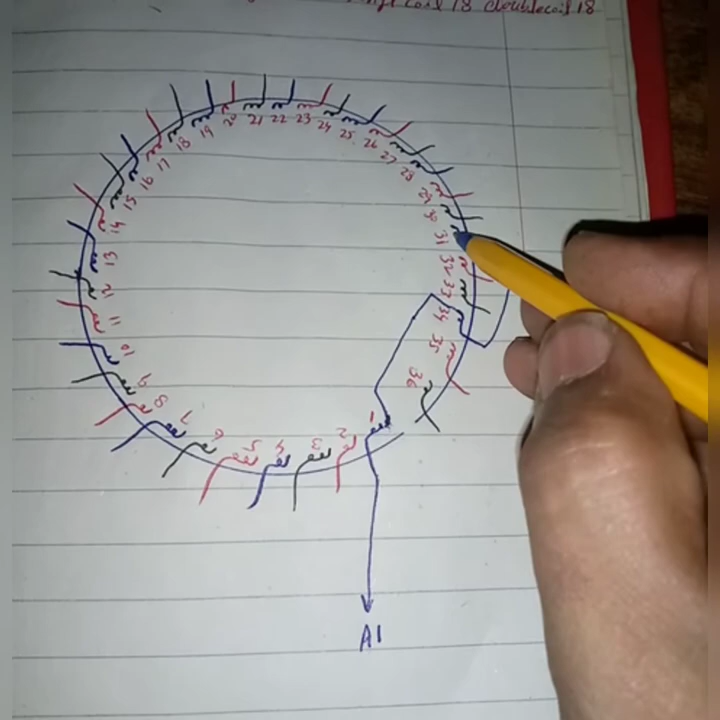 coil 18 doublecoil 18
20 21 22 23 24 25 26 27 28 29 30 31 32 33 34 35 36
19 18 17 16 15 14 13 12 11 10 9 8 7 6 5 4 3 2 1
A1